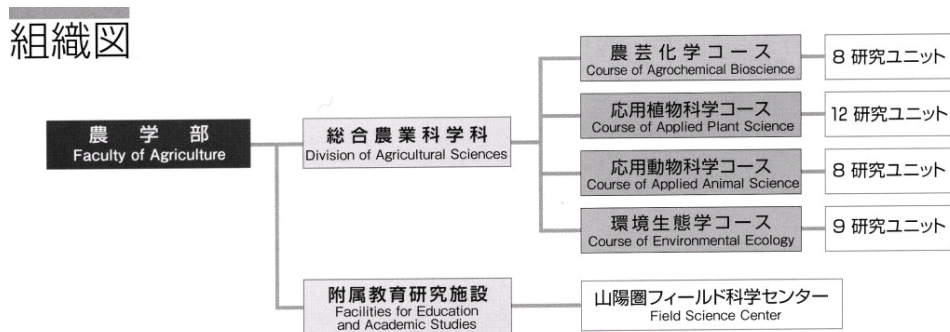 組織図
農学部
Faculty of Agriculture
総合農業科学科
Division of Agricultural Sciences
農芸化学コース
Course of Agrochemical Bioscience
8 研究ユニット
応用植物科学コース
Course of Applied Plant Science
12 研究ユニット
応用動物科学コース
Course of Applied Animal Science
8 研究ユニット
環境生態学コース
Course of Environmental Ecology
9 研究ユニット
附属教育研究施設
Facilities for Education
and Academic Studies
山陽圏フィールド科学センター
Field Science Center